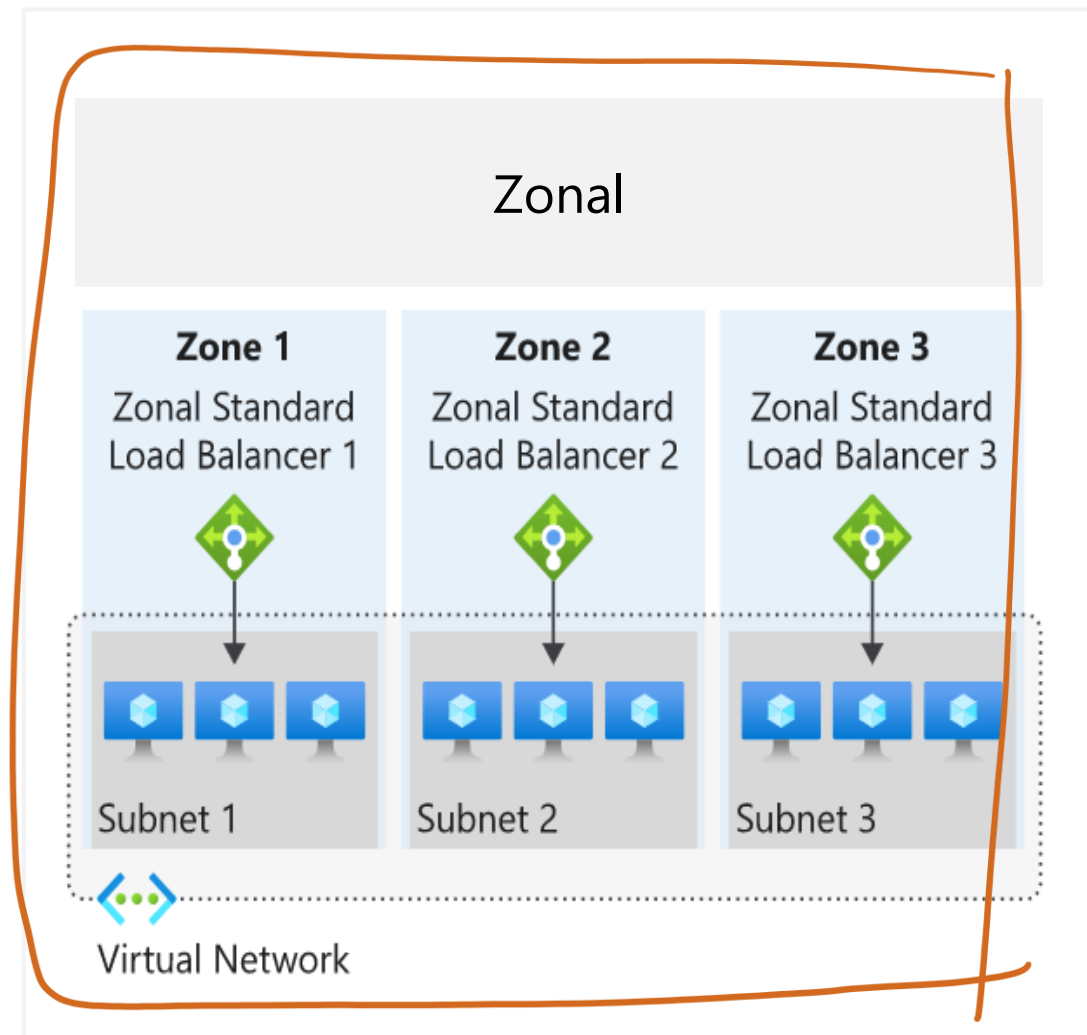 Zonal
Zone 1
Zonal Standard
Load Balancer 1
Zone 2
Zonal Standard
Load Balancer 2
Zone 3
Zonal Standard
Load Balancer 3
Subnet 1
Subnet 2
Subnet 3
Virtual Network